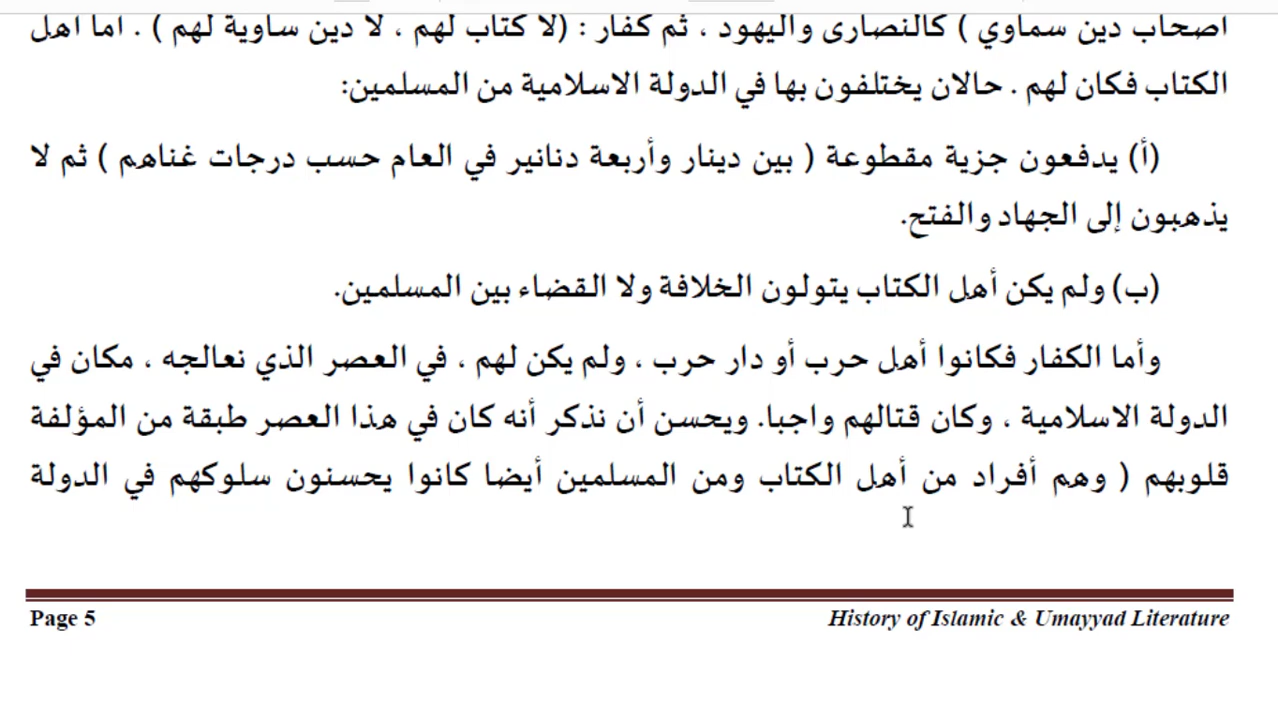 اصحاب دين سماوي ) كالنصارى واليهود ، ثم كفار : (لا كتاب لهم ، لا دين ساوية لهم ) . اما اهل
الكتاب فكان لهم . حالان يختلفون بها في الدولة الاسلامية من المسلمين:
(أ) يدفعون جزية مقطوعة ( بين دينار وأربعة دنانير في العام حسب درجات غناهم ) ثم لا
يذهبون إلى الجهاد والفتح.
(ب) ولم يكن أهل الكتاب يتولون الخلافة ولا القضاء بين المسلمين.
وأما الكفار فكانوا أهل حرب أو دار حرب ، ولم يكن لهم ، في العصر الذي نعالجه ، مكان في
الدولة الاسلامية ، وكان قتالهم واجبا. ويحسن أن نذكر أنه كان في هذا العصر طبقة من المؤلفة
قلوبهم ( وهم أفراد من أهل الكتاب ومن المسلمين أيضا كانوا يحسنون سلوكهم في الدولة
Page 5 History of Islamic & Umayyad Literature